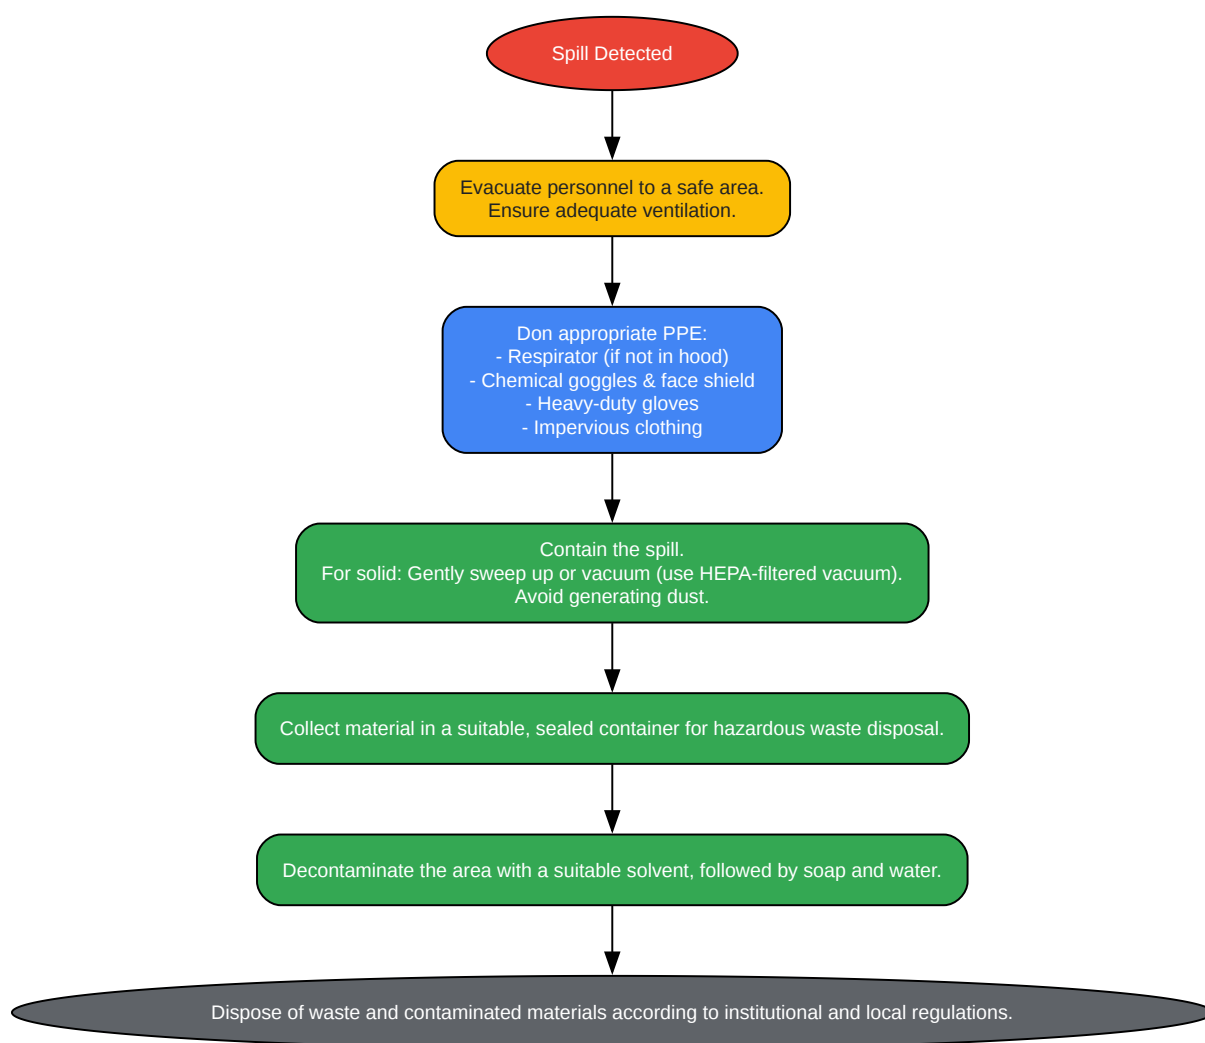 Spill Detected
Evacuate personnel to a safe area.
Ensure adequate ventilation.
Don appropriate PPE:
- Respirator (if not in hood)
- Chemical goggles & face shield
- Heavy-duty gloves
- Impervious clothing
Contain the spill.
For solid: Gently sweep up or vacuum (use HEPA-filtered vacuum).
Avoid generating dust.
Collect material in a suitable, sealed container for hazardous waste disposal.
Decontaminate the area with a suitable solvent, followed by soap and water.
Dispose of waste and contaminated materials according to institutional and local regulations.